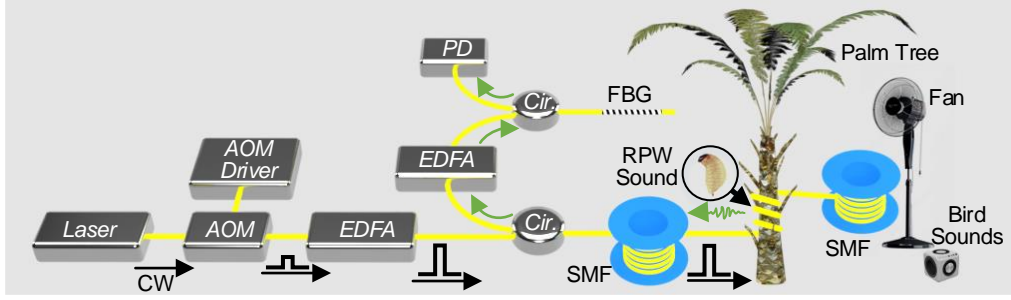 PD
Cir.
FBG
Palm Tree
Fan
AOM
Driver
EDFA
RPW
Sound
Laser
AOM
EDFA
Cir.
CW
SMF
SMF
Bird
Sounds